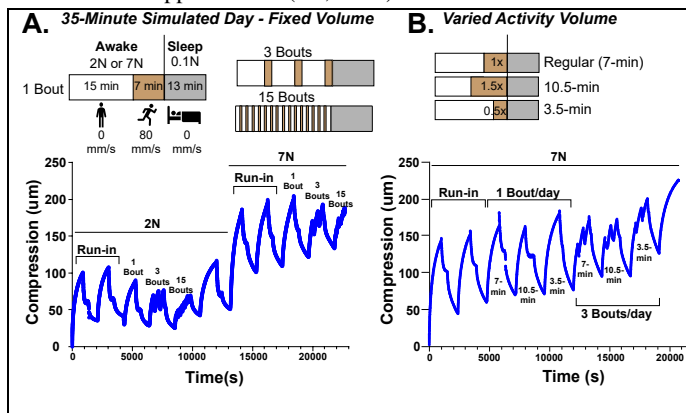 A. 35-Minute Simulated Day - Fixed Volume
Awake
2N or 7N
Sleep
0.1N
1 Bout
15 min
7 min
13 min
0
mm/s
80
mm/s
0
mm/s
3 Bouts
15 Bouts
Compression (um)
250
200
150
100
50
0
0
5000
10000
15000
20000
Time(s)
2N
Run-in
1
Bout
3
Bouts
15
Bouts
7N
Run-in
1
Bout
3
Bouts
15
Bouts
B. Varied Activity Volume
1x
Regular (7-min)
1.5x
10.5-min
0.5x
3.5-min
Compression (um)
250
200
150
100
50
0
0
5000
10000
15000
20000
Time (s)
7N
Run-in
1 Bout/day
7-
min
10.5-
min
3.5-
min
7-
min
10.5-
min
3.5-
min
3 Bouts/day